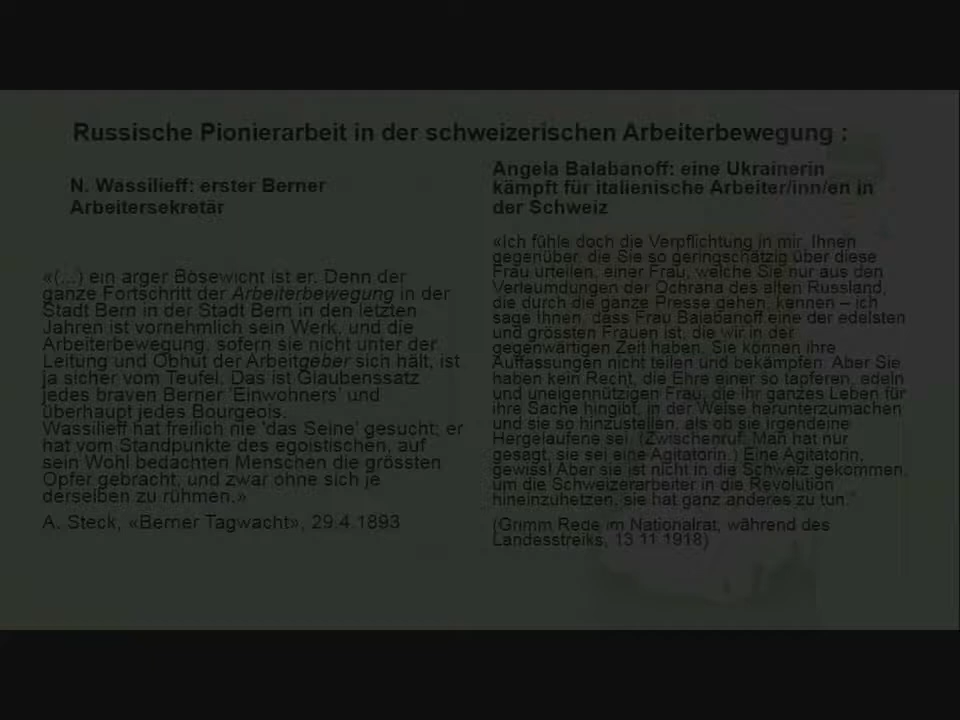 Russische Pionierarbeit in der schweizerischen Arbeiterbewegung :
N. Wassilieff: erster Berner
Arbeitersekretär
«(...) ein arger Bösewicht ist er. Denn der
ganze Fortschritt der Arbeiterbewegung in der
Stadt Bern in der Stadt Bern in den letzten
Jahren ist vornehmlich sein Werk, und die
Arbeiterbewegung, sofern sie nicht unter der
Leitung und Obhut der Arbeitgeber sich hält, ist
ja sicher vom Teufel. Das ist Glaubenssatz
jedes braven Berner 'Einwohners' und
überhaupt jedes Bourgeois.
Wassilieff hat freilich nie 'das Seine' gesucht; er
hat vom Standpunkte des egoistischen, auf
sein Wohl bedachten Menschen die grössten
Opfer gebracht, und zwar ohne sich je
derselben zu rühmen.»
A. Steck, «Berner Tagwacht», 29.4.1893
Angela Balabanoff: eine Ukrainerin
kämpft für italienische Arbeiter/inn/en in
der Schweiz
«Ich fühle doch die Verpflichtung in mir, Ihnen
gegenüber, die Sie so geringschätzig über diese
Frau urteilen, einer Frau, welche Sie nur aus den
Verleumdungen der Ochrana des alten Russland,
die durch die ganze Presse gehen, kennen – ich
sage Ihnen, dass Frau Balabanoff eine der edelsten
und grössten Frauen ist, die wir in der
gegenwärtigen Zeit haben. Sie können ihre
Auffassungen nicht teilen und bekämpfen. Aber Sie
haben kein Recht, die Ehre einer so tapferen, edeln
und uneigennützigen Frau, die ihr ganzes Leben für
ihre Sache hingibt, in der Weise herunterzumachen
und sie so hinzustellen, als ob sie irgendeine
Hergelaufene sei. (Zwischenruf: Man hat nur
gesagt, sie sei eine Agitatorin.) Eine Agitatorin,
gewiss! Aber sie ist nicht in die Schweiz gekommen,
um die Schweizerarbeiter in die Revolution
hineinzuhetzen, sie hat ganz anderes zu tun."
(Grimm Rede im Nationalrat, während des
Landesstreiks, 13.11.1918)